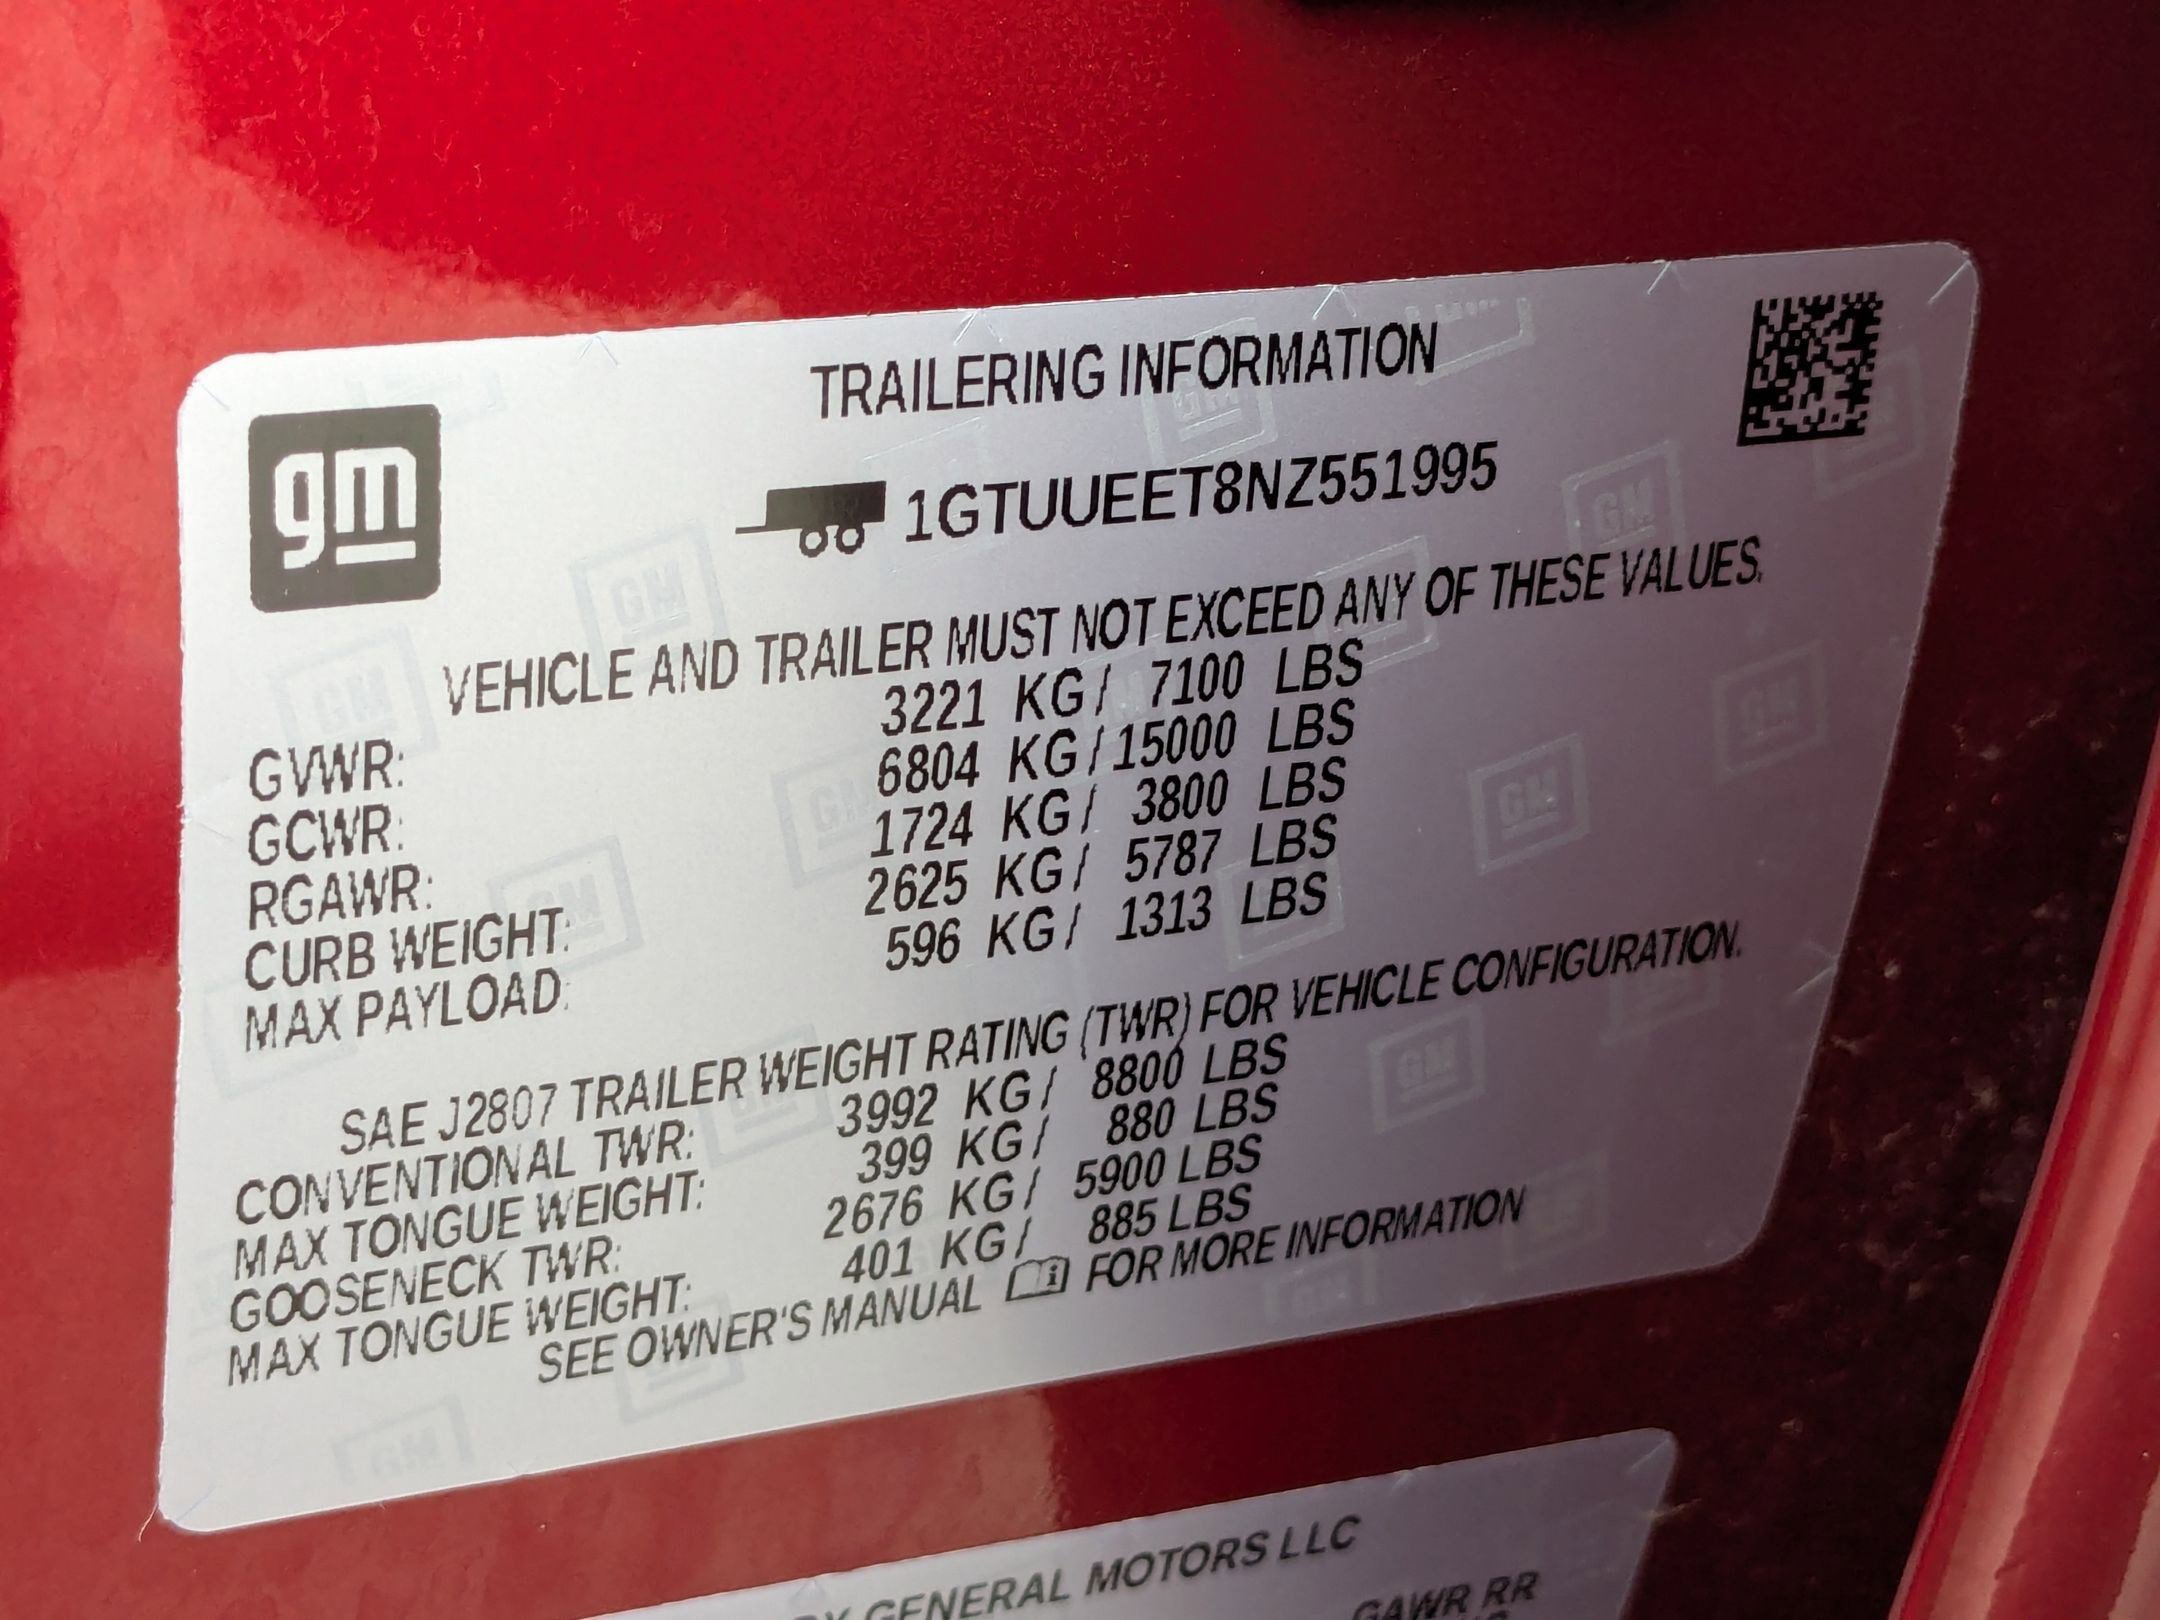 gm
TRAILERING INFORMATION
1GTUUEET8NZ551995
VEHICLE AND TRAILER MUST NOT EXCEED ANY OF THESE VALUES.
GVWR: 3221 KG / 7100 LBS
GCWR: 6804 KG / 15000 LBS
RGAWR: 1724 KG / 3800 LBS
CURB WEIGHT: 2625 KG / 5787 LBS
MAX PAYLOAD: 596 KG / 1313 LBS
SAE J2807 TRAILER WEIGHT RATING (TWR) FOR VEHICLE CONFIGURATION.
CONVENTIONAL TWR: 3992 KG / 8800 LBS
MAX TONGUE WEIGHT: 399 KG / 880 LBS
GOOSENECK TWR: 2676 KG / 5900 LBS
MAX TONGUE WEIGHT: 401 KG / 885 LBS
SEE OWNER'S MANUAL FOR MORE INFORMATION
BY GENERAL MOTORS LLC
GAWR RR